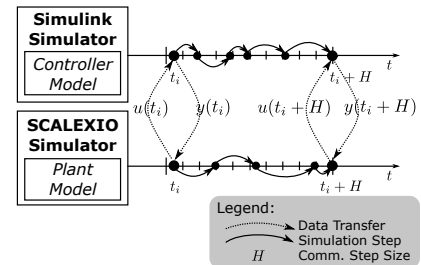 Simulink
Simulator
Controller
Model
t_i
t_i + H
t
u(t_i)
y(t_i)
u(t_i + H)
y(t_i + H)
SCALEXIO
Simulator
Plant
Model
t_i
t_i + H
t
Legend:
Data Transfer
Simulation Step
H Comm. Step Size